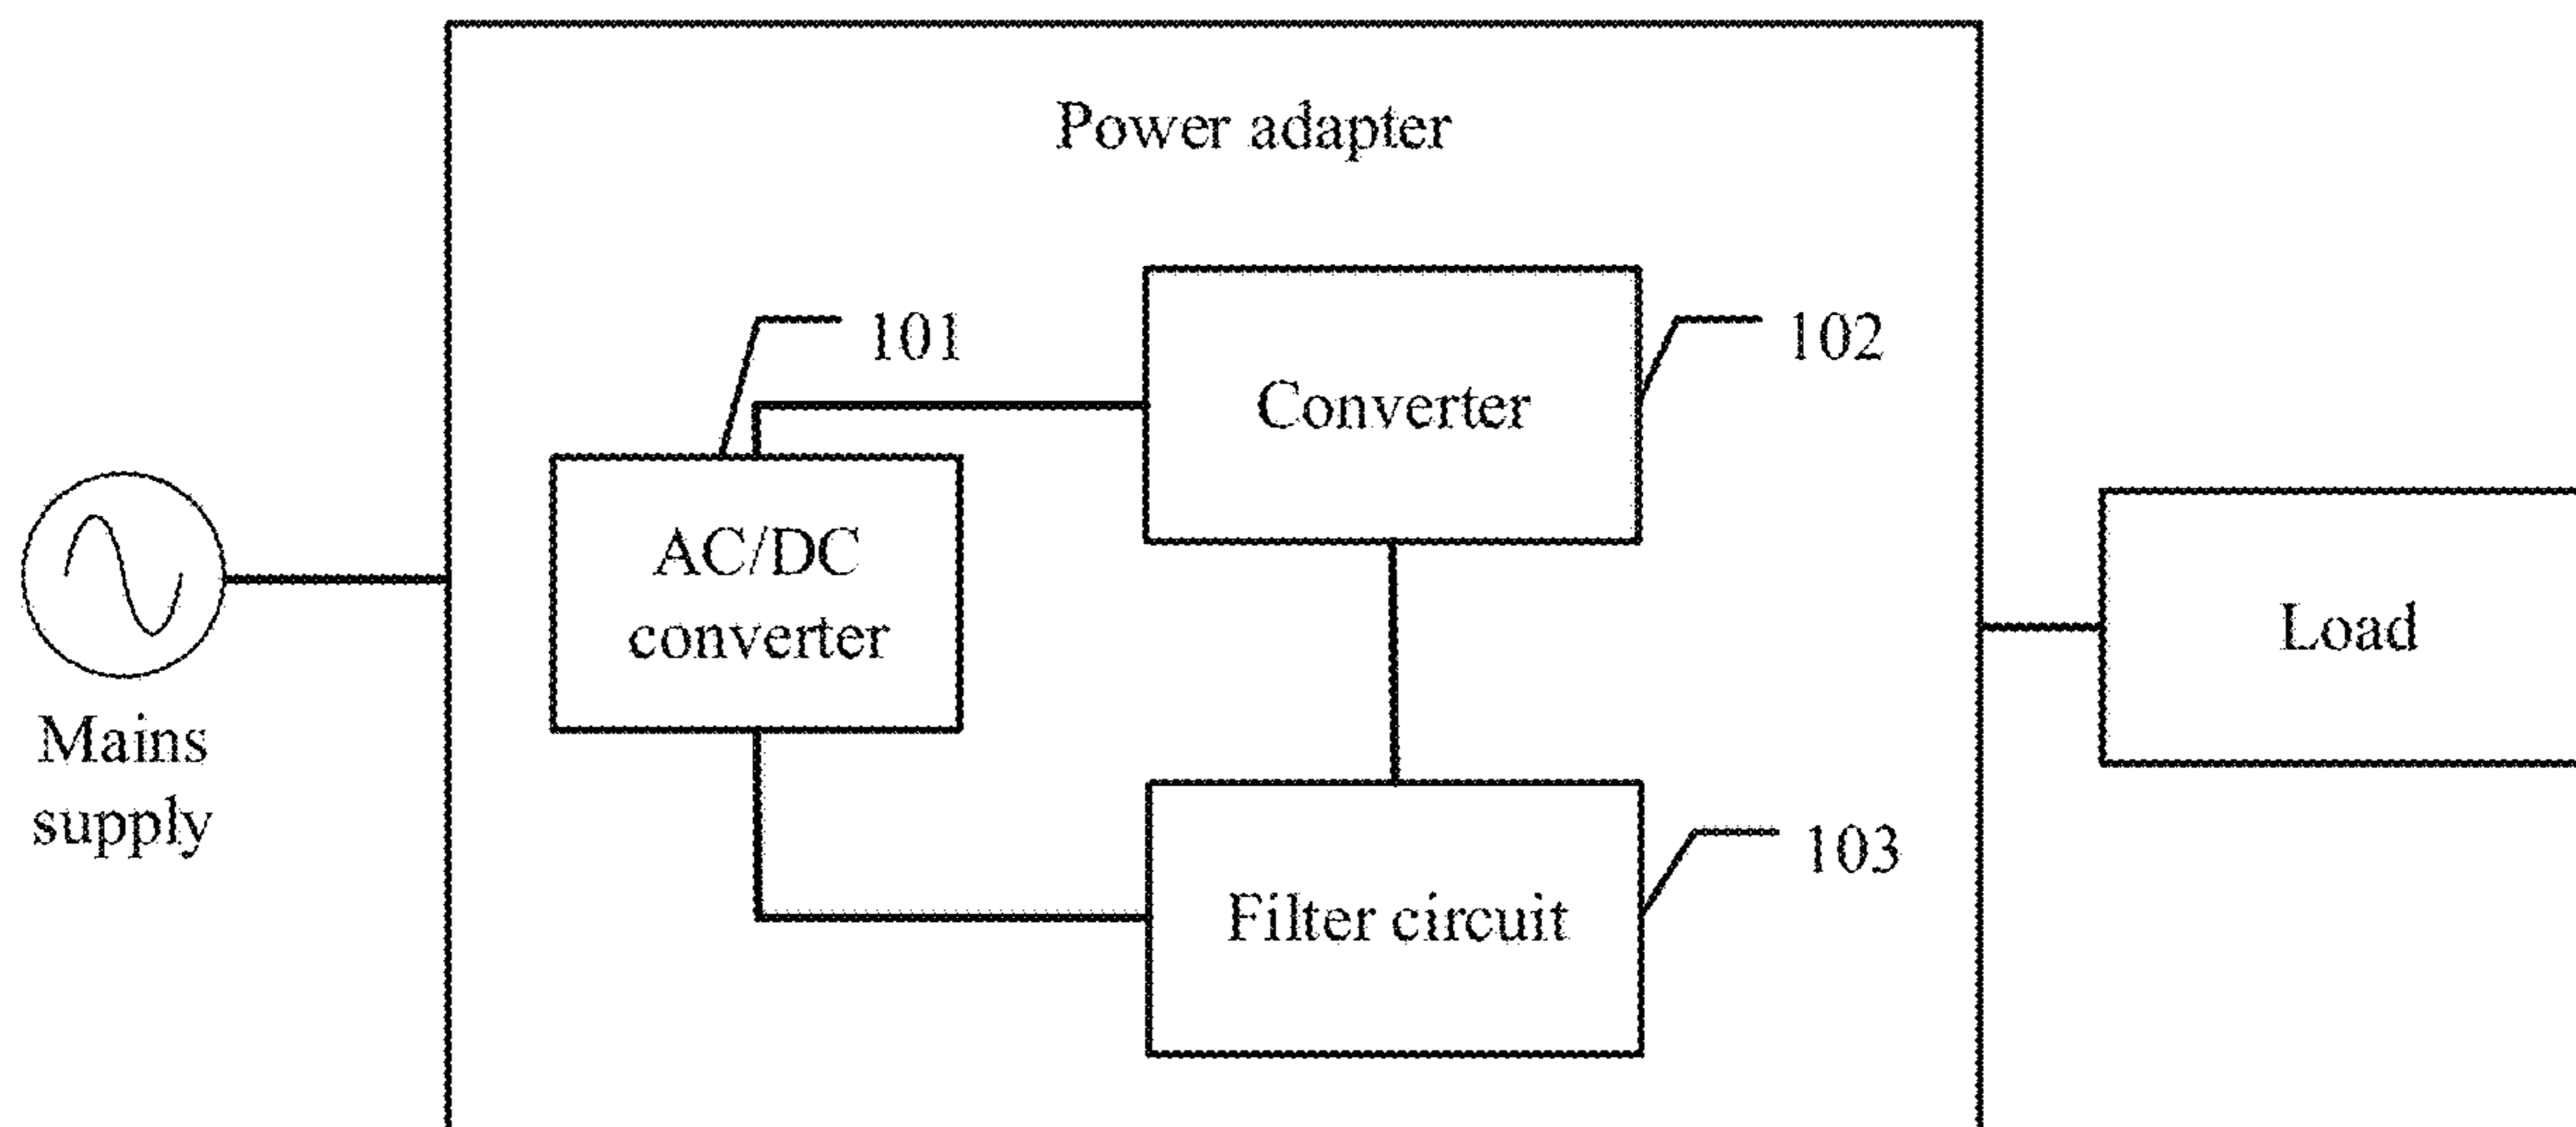 Power adapter
101
102
Converter
AC/DC
converter
Load
Mains
supply
103
Filter circuit